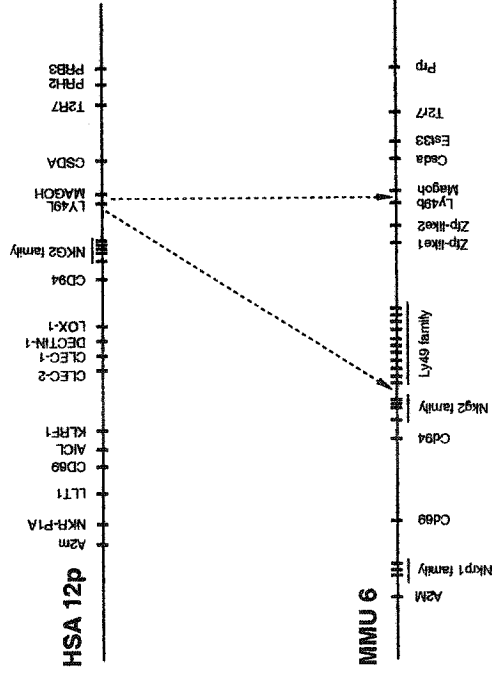 HSA 12p
A2m
NKR-P1A
LLT1
CD69
AICL
KLRF1
CLEC-2
CLEC-1
DECTIN-1
LOX-1
CD94
NKG2 family
LY49L
MAGOH
CSDA
T2R7
PRH2
PRB3
MMU 6
A2M
Nkrp1 family
Cd69
Cd94
Nkg2 family
Ly49 family
Zfp-like1
Zfp-like2
Ly49b
Magoh
Csda
Est33
T2r7
Prp